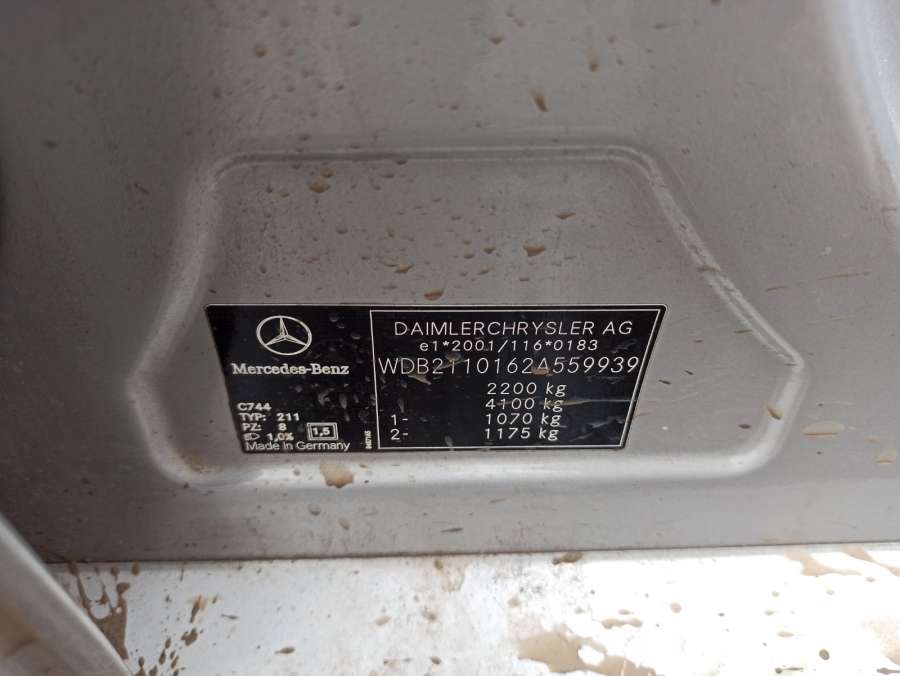 Mercedes-Benz
C744
TYP: 211
PZ: 8
1,0% 1,5
Made in Germany
DAIMLERCHRYSLER AG
e1*2001/116*0183
WDB2110162A559939
2200 kg
4100 kg
1- 1070 kg
2- 1175 kg